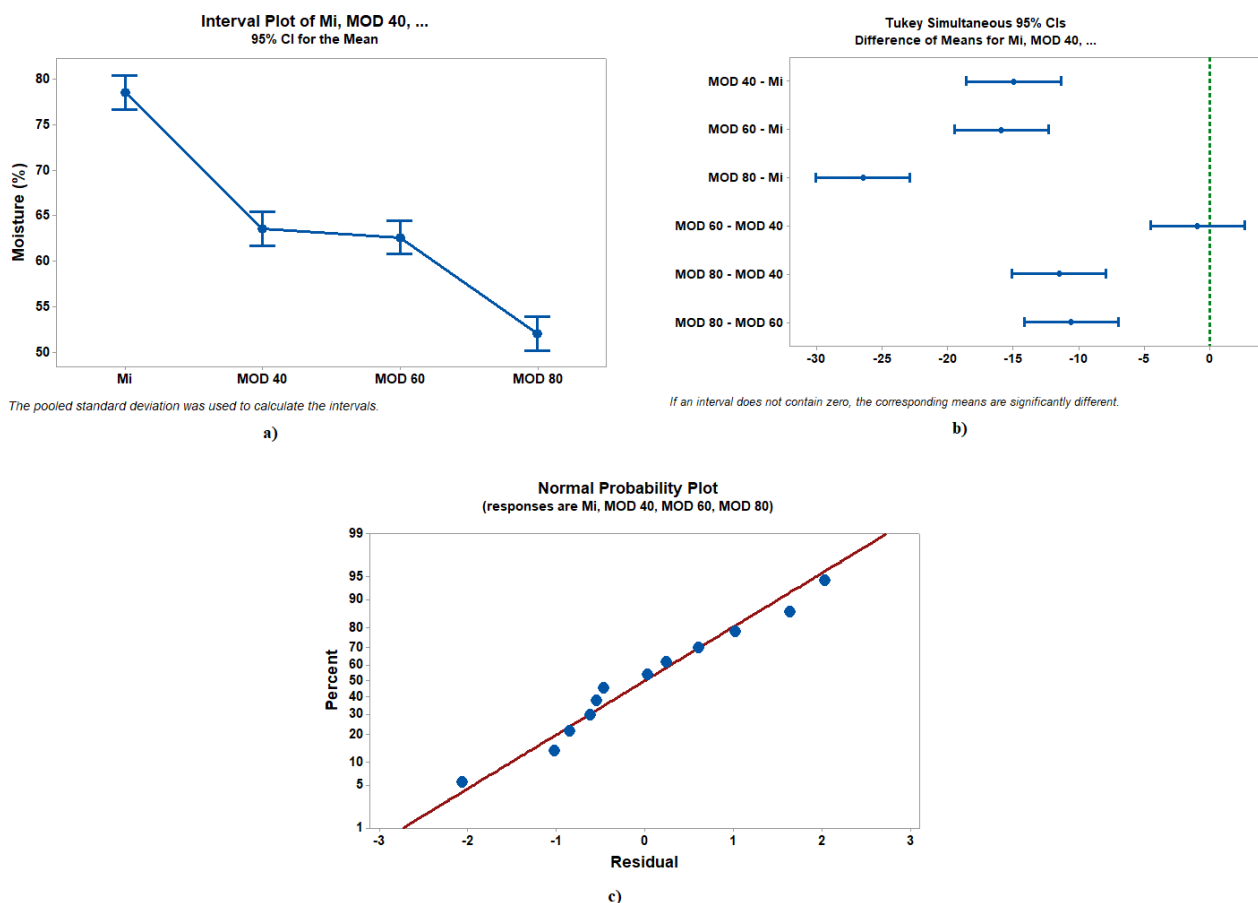 Interval Plot of Mi, MOD 40, ...
95% CI for the Mean
Moisture (%)
80
75
70
65
60
55
50
Mi MOD 40 MOD 60 MOD 80
The pooled standard deviation was used to calculate the intervals.
a)
Tukey Simultaneous 95% CIs
Difference of Means for Mi, MOD 40, ...
MOD 40 - Mi
MOD 60 - Mi
MOD 80 - Mi
MOD 60 - MOD 40
MOD 80 - MOD 40
MOD 80 - MOD 60
-30 -25 -20 -15 -10 -5 0
If an interval does not contain zero, the corresponding means are significantly different.
b)
Normal Probability Plot
(responses are Mi, MOD 40, MOD 60, MOD 80)
Percent
99
95
90
80
70
60
50
40
30
20
10
5
1
-3 -2 -1 0 1 2 3
Residual
c)